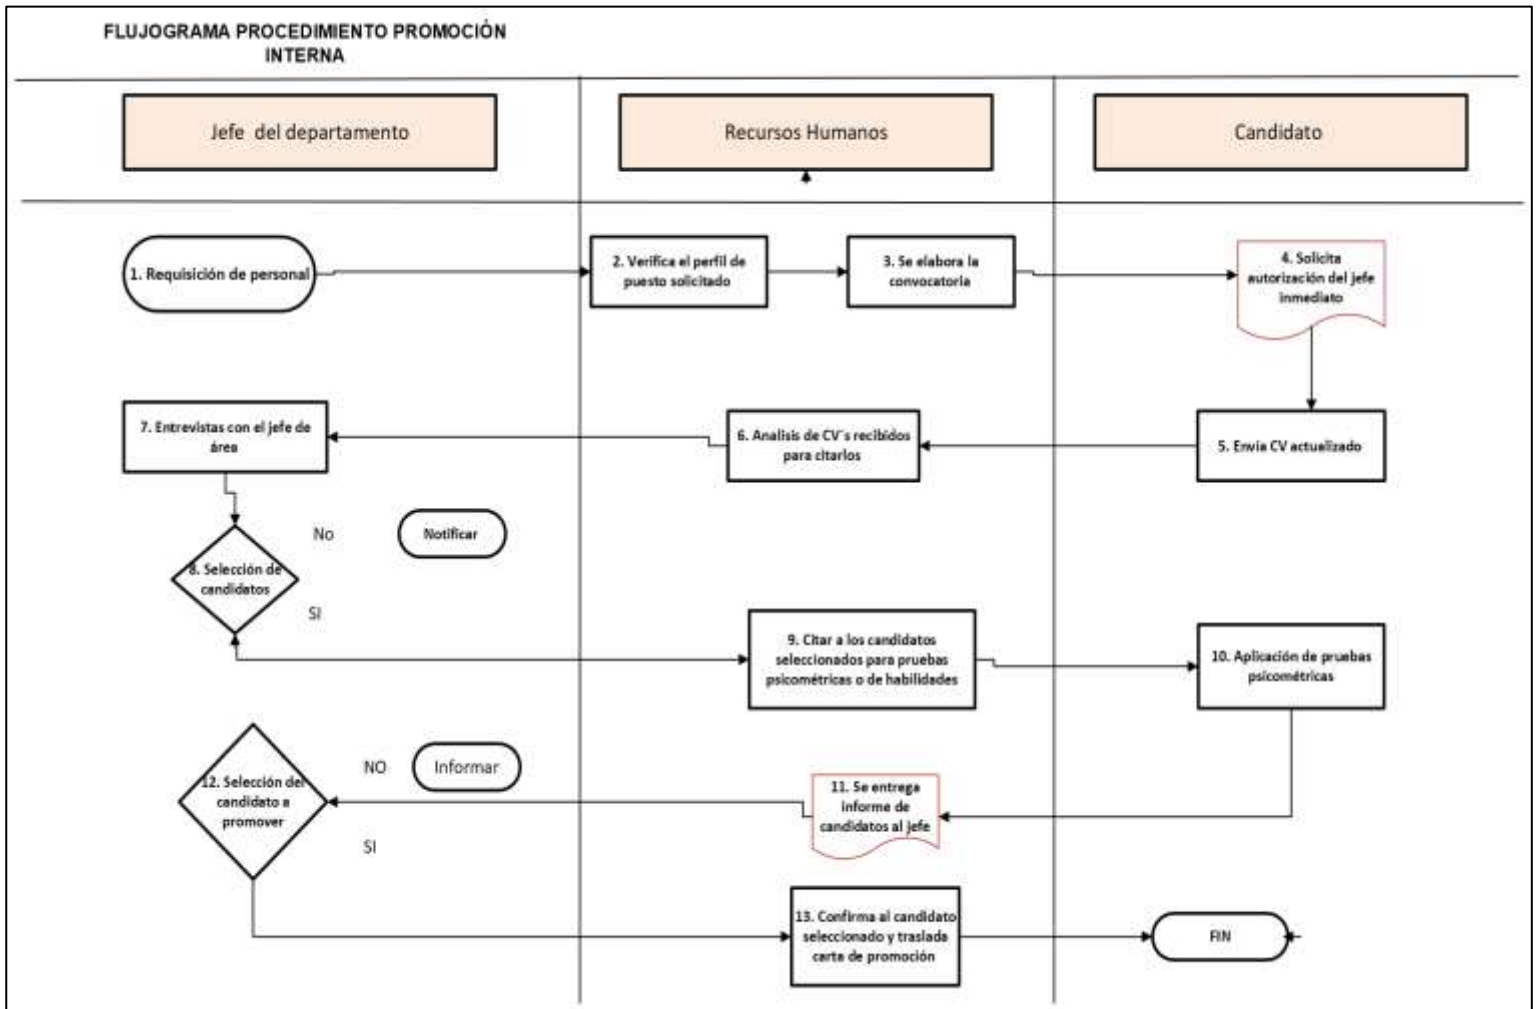 FLUJOGRAMA PROCEDIMIENTO PROMOCIÓN
INTERNA
Jefe del departamento
Recursos Humanos
Candidato
1. Requisición de personal
2. Verifica el perfil de
puesto solicitado
3. Se elabora la
convocatoria
4. Solicita
autorización del jefe
inmediato
7. Entrevistas con el jefe de
área
6. Analisis de CV´s recibidos
para citarlos
5. Envia CV actualizado
No
Notificar
8. Selección de
candidatos
SI
9. Citar a los candidatos
seleccionados para pruebas
psicométricas o de habilidades
10. Aplicación de pruebas
psicométricas
NO
Informar
12. Selección del
candidato a
promover
11. Se entrega
informe de
candidatos al jefe
SI
13. Confirma al candidato
seleccionado y traslada
carta de promoción
FIN